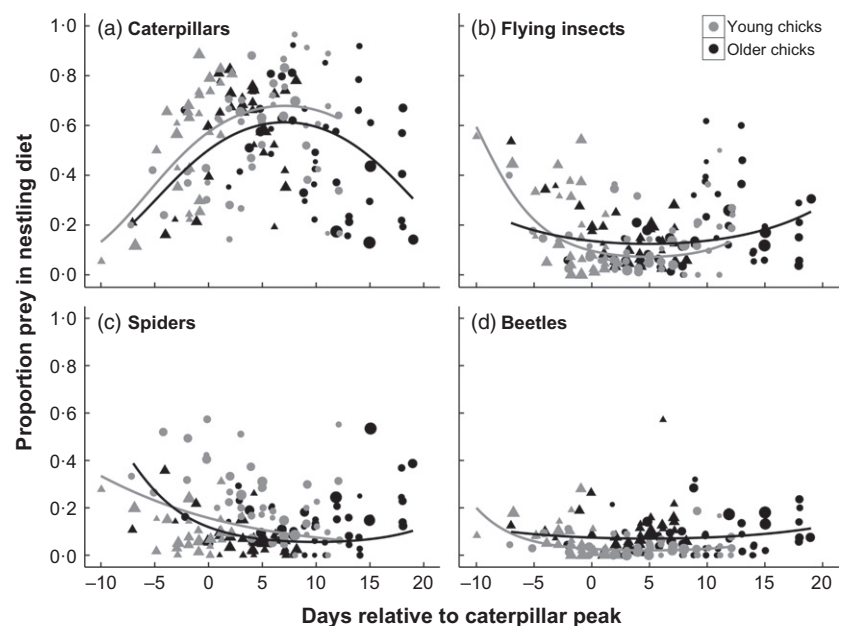 (a) Caterpillars
(b) Flying insects
Young chicks
Older chicks
1·0
0·8
0·6
0·4
0·2
0·0
(c) Spiders
(d) Beetles
1·0
0·8
0·6
0·4
0·2
0·0
–10 –5 0 5 10 15 20
–10 –5 0 5 10 15 20
Proportion prey in nestling diet
Days relative to caterpillar peak